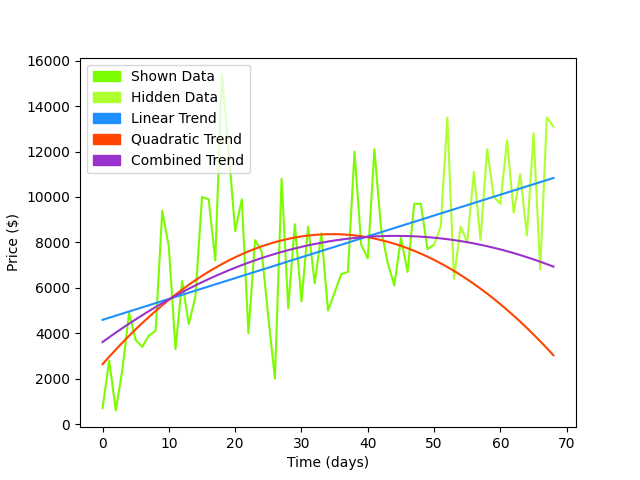 Shown Data
Hidden Data
Linear Trend
Quadratic Trend
Combined Trend
Price ($)
16000
14000
12000
10000
8000
6000
4000
2000
0
0 10 20 30 40 50 60 70
Time (days)